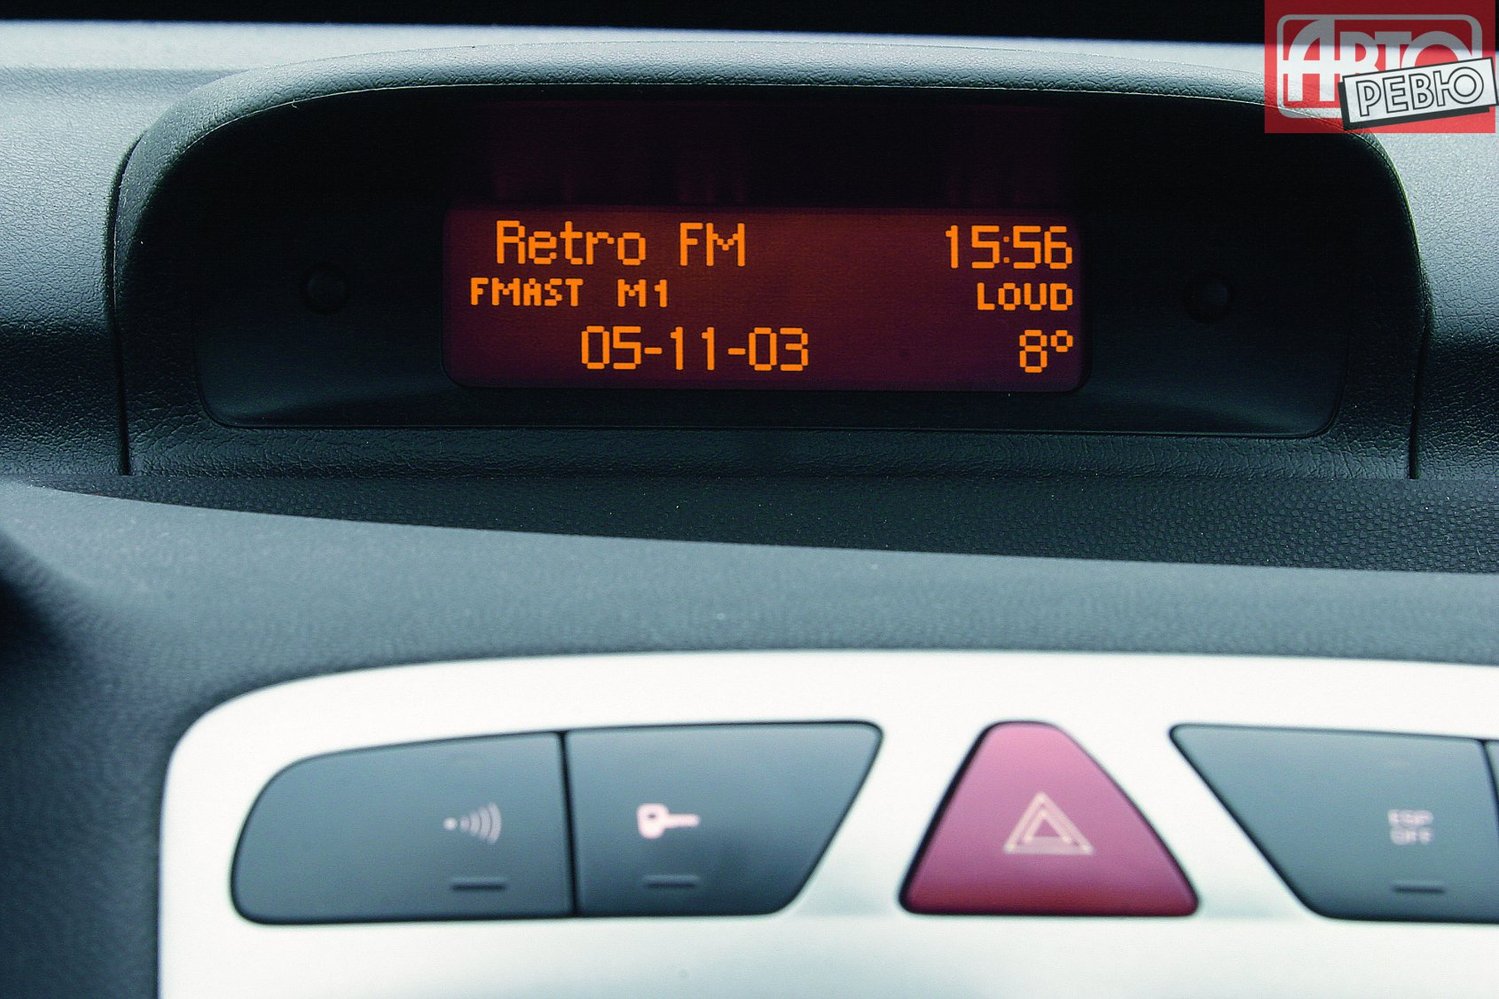 АВТО
РЕВЮ
Retro FM 15:56
FMAST M1 LOUD
05-11-03 8°
ESP
OFF